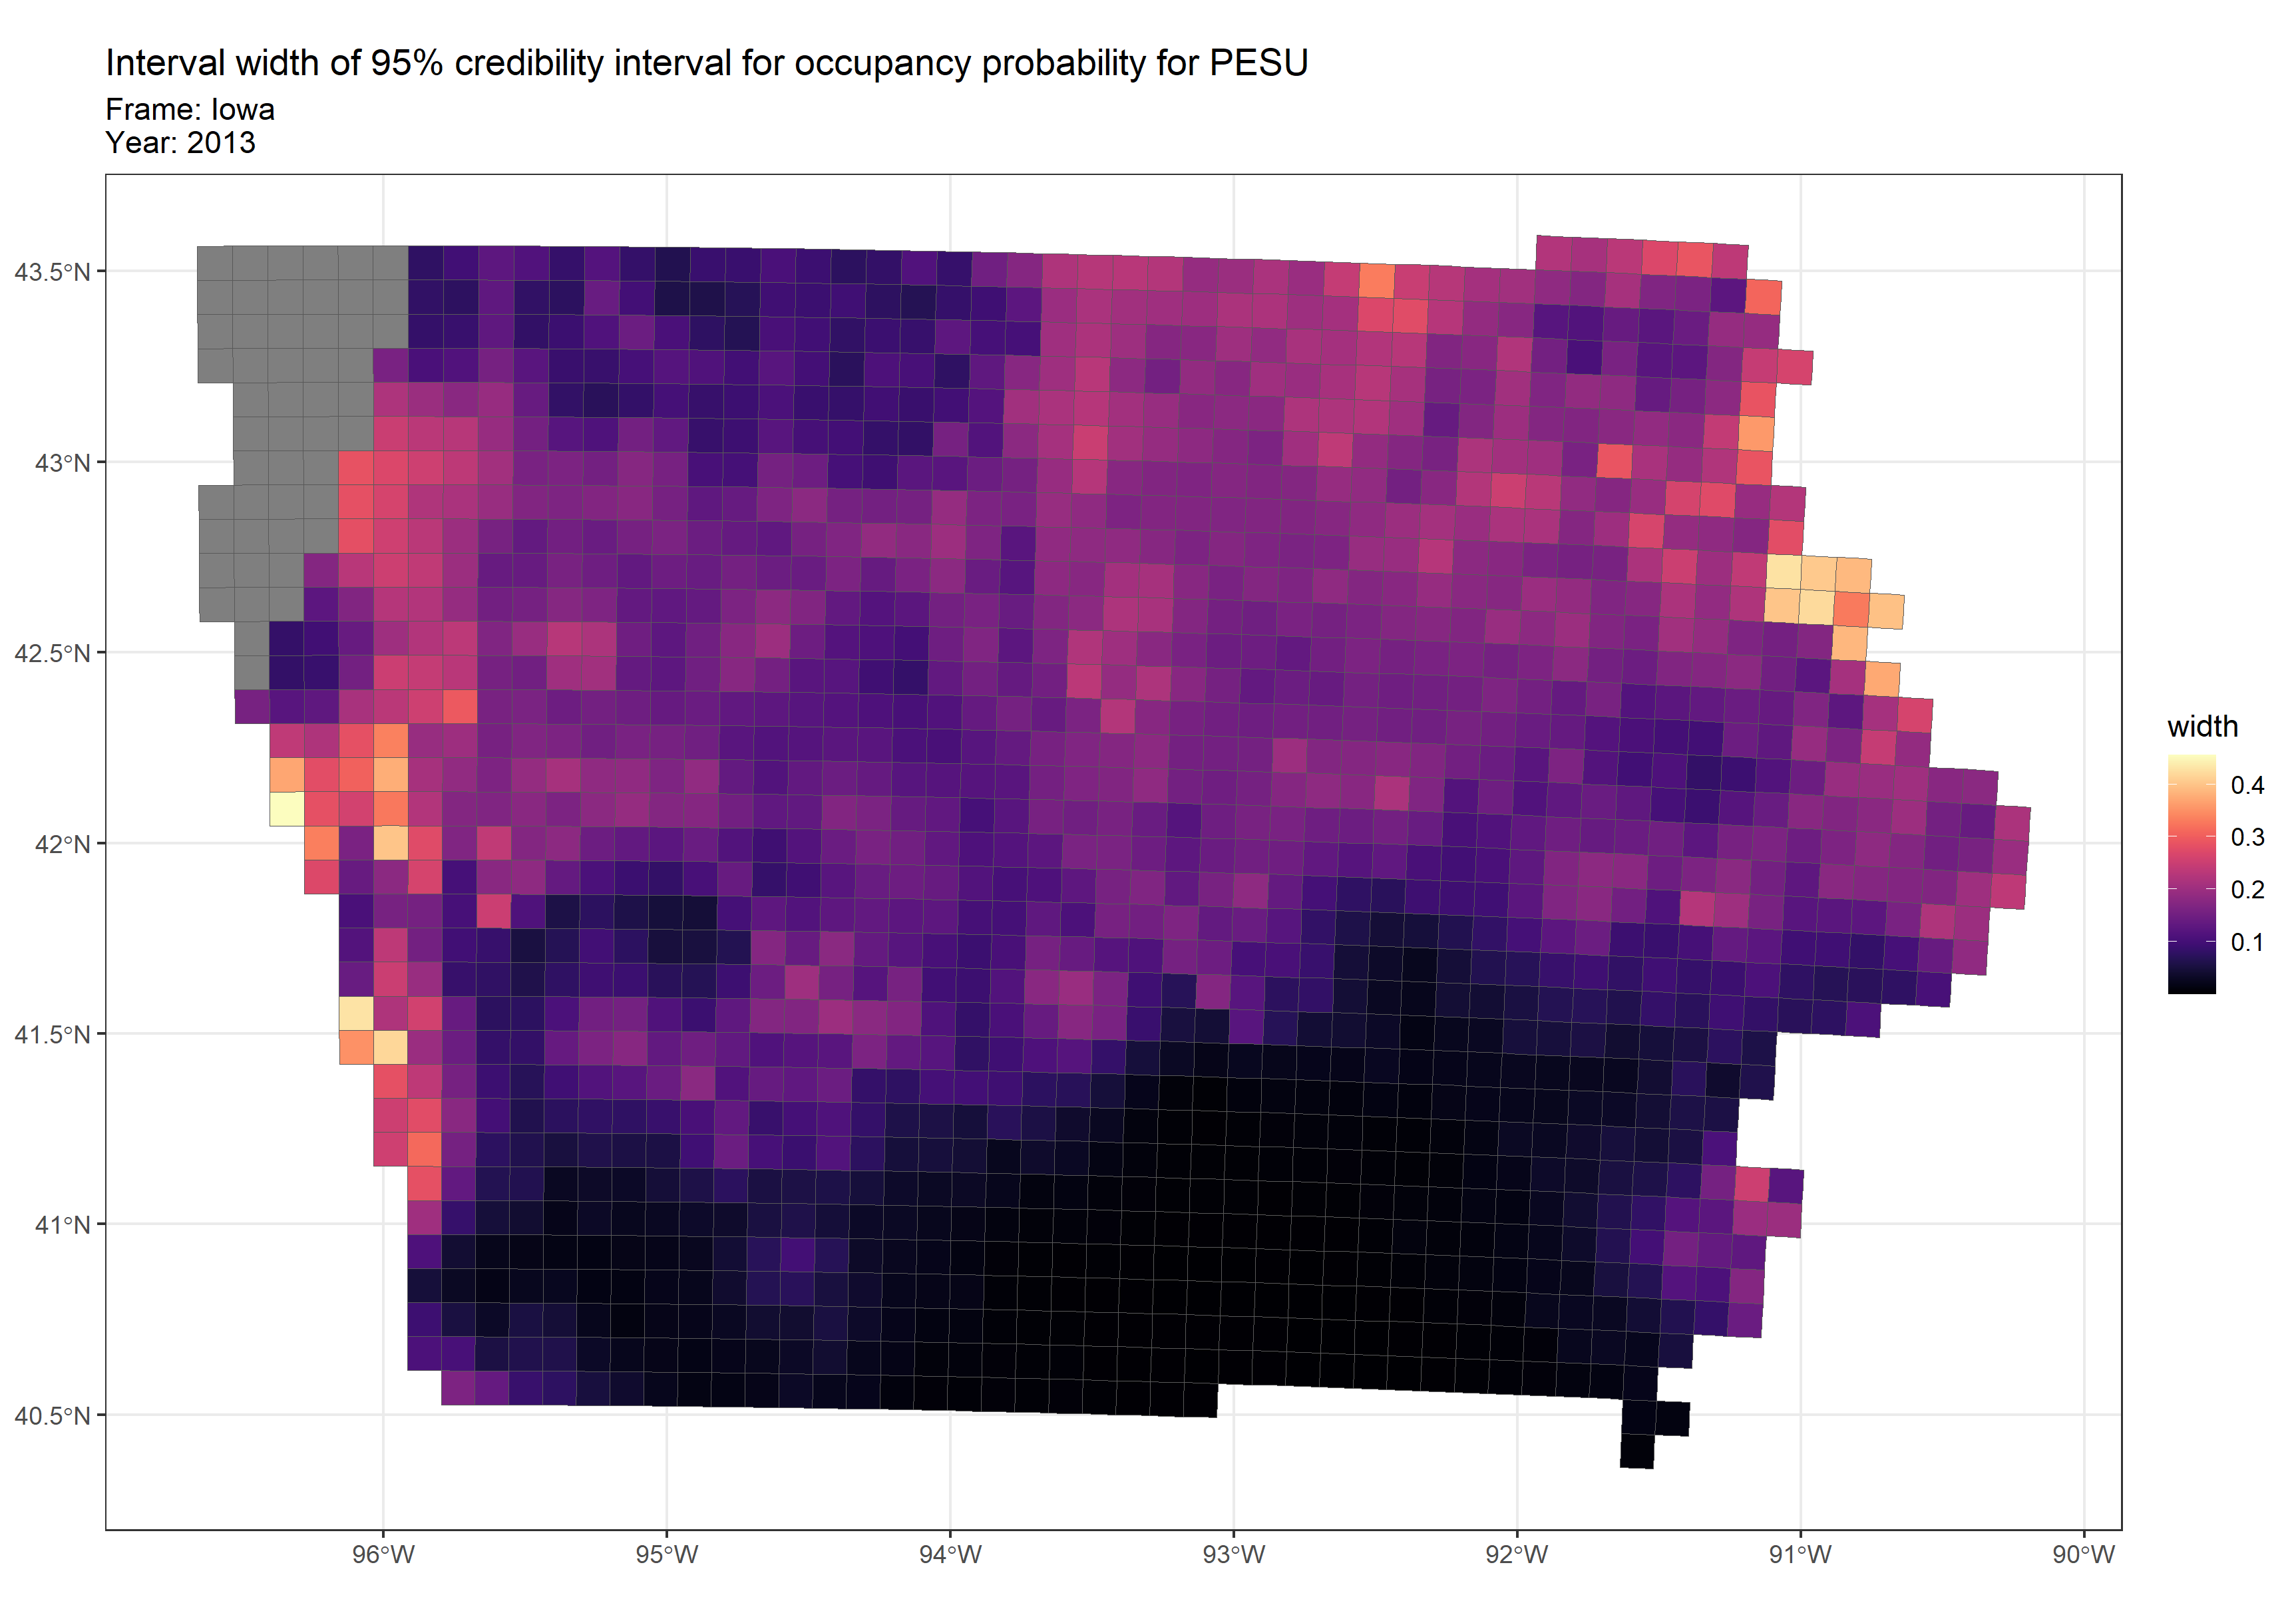 Interval width of 95% credibility interval for occupancy probability for PESU
Frame: Iowa
Year: 2013
43.5°N
43°N
42.5°N
42°N
41.5°N
41°N
40.5°N
96°W
95°W
94°W
93°W
92°W
91°W
90°W
width
0.4
0.3
0.2
0.1